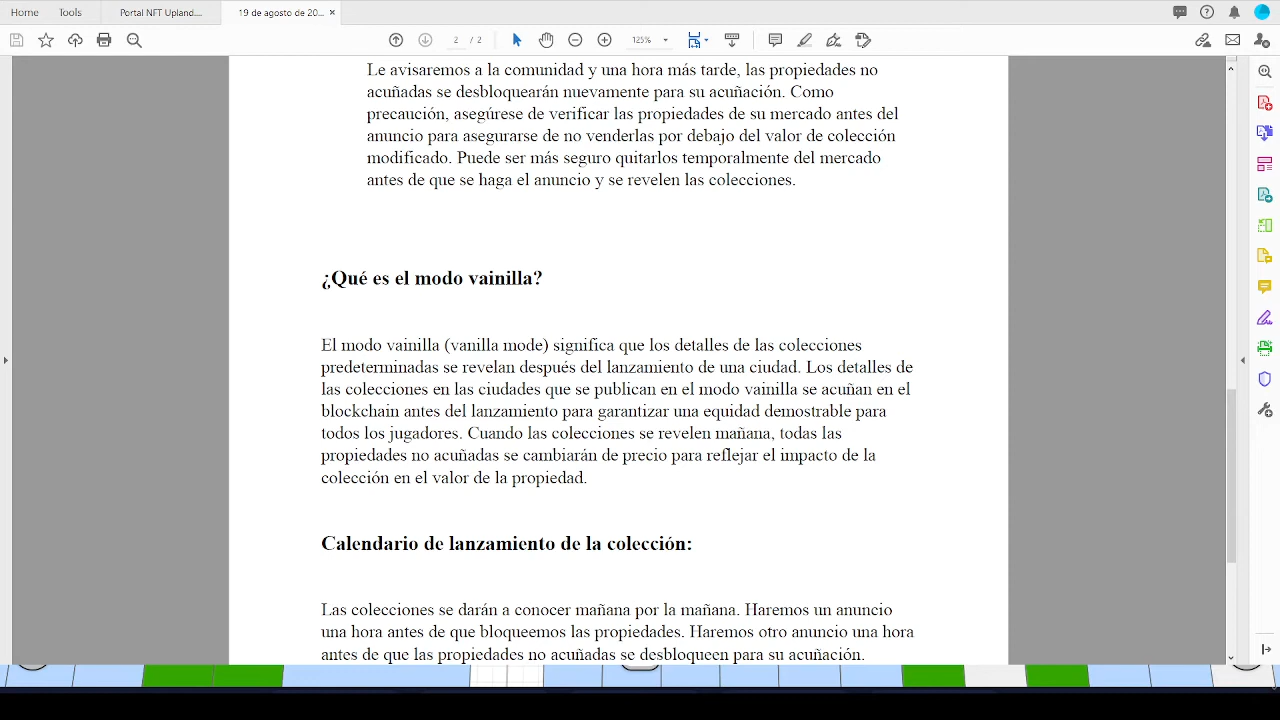 Home
Tools
Portal NFT Upland....
19 de agosto de 20... ×
2 / 2
125%
Le avisaremos a la comunidad y una hora más tarde, las propiedades no
acuñadas se desbloquearán nuevamente para su acuñación. Como
precaución, asegúrese de verificar las propiedades de su mercado antes del
anuncio para asegurarse de no venderlas por debajo del valor de colección
modificado. Puede ser más seguro quitarlos temporalmente del mercado
antes de que se haga el anuncio y se revelen las colecciones.
¿Qué es el modo vainilla?
El modo vainilla (vanilla mode) significa que los detalles de las colecciones
predeterminadas se revelan después del lanzamiento de una ciudad. Los detalles de
las colecciones en las ciudades que se publican en el modo vainilla se acuñan en el
blockchain antes del lanzamiento para garantizar una equidad demostrable para
todos los jugadores. Cuando las colecciones se revelen mañana, todas las
propiedades no acuñadas se cambiarán de precio para reflejar el impacto de la
colección en el valor de la propiedad.
Calendario de lanzamiento de la colección:
Las colecciones se darán a conocer mañana por la mañana. Haremos un anuncio
una hora antes de que bloqueemos las propiedades. Haremos otro anuncio una hora
antes de que las propiedades no acuñadas se desbloqueen para su acuñación.